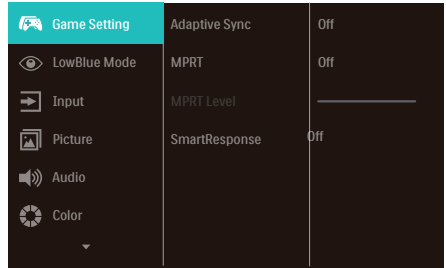 Game Setting Adaptive Sync Off
LowBlue Mode MPRT Off
Input MPRT Level
Picture SmartResponse Off
Audio
Color